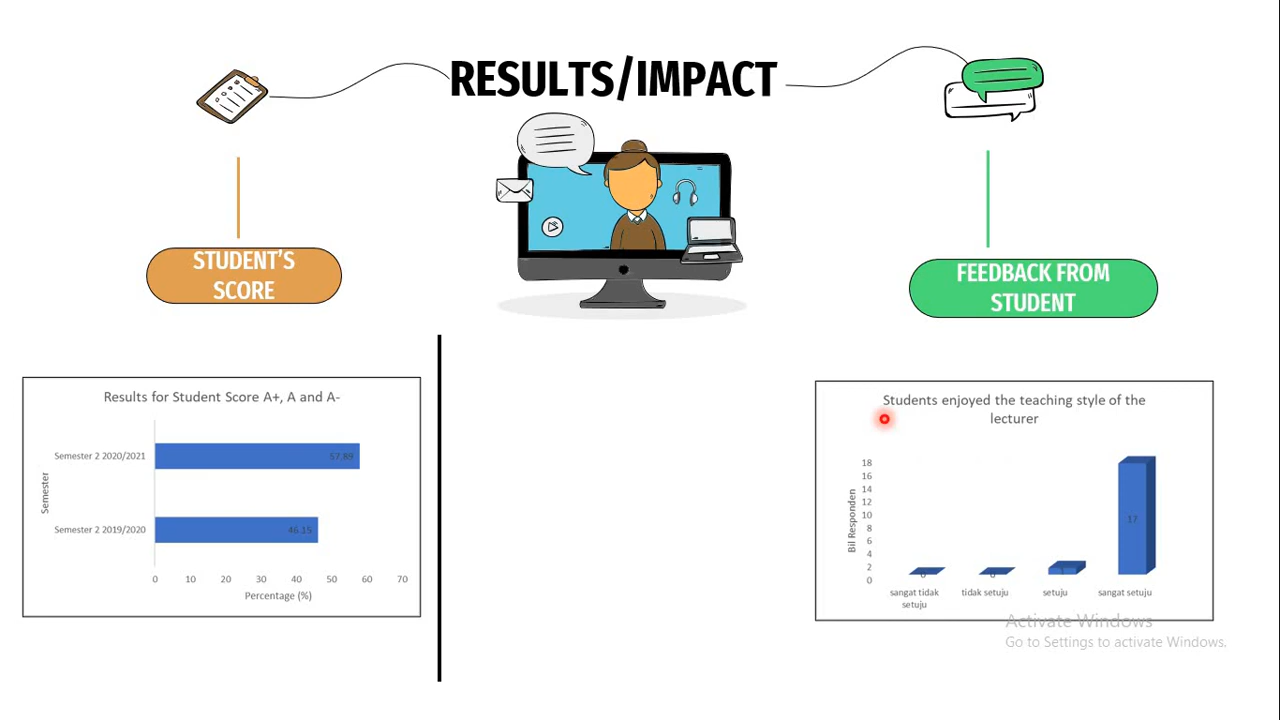 RESULTS/IMPACT
STUDENT'S
SCORE
FEEDBACK FROM
STUDENT
Results for Student Score A+, A and A-
Semester
Semester 2 2020/2021
57.89
Semester 2 2019/2020
46.15
0 10 20 30 40 50 60 70
Percentage (%)
Students enjoyed the teaching style of the
lecturer
Bil Responden
18
16
14
12
10
8
6
4
2
0
0 0 1 17
sangat tidak setuju
tidak setuju
setuju
sangat setuju
Activate Windows
Go to Settings to activate Windows.